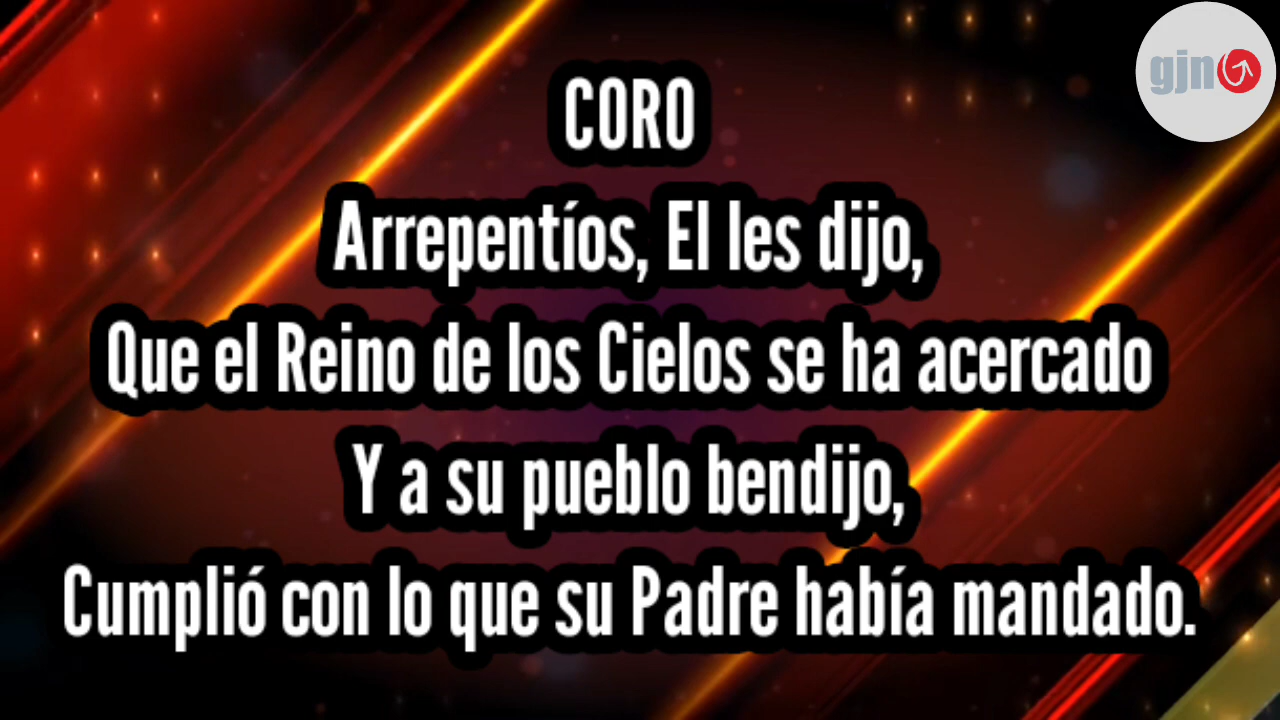 gjn
CORO
Arrepentíos, El les dijo,
Que el Reino de los Cielos se ha acercado
Y a su pueblo bendijo,
Cumplió con lo que su Padre había mandado.